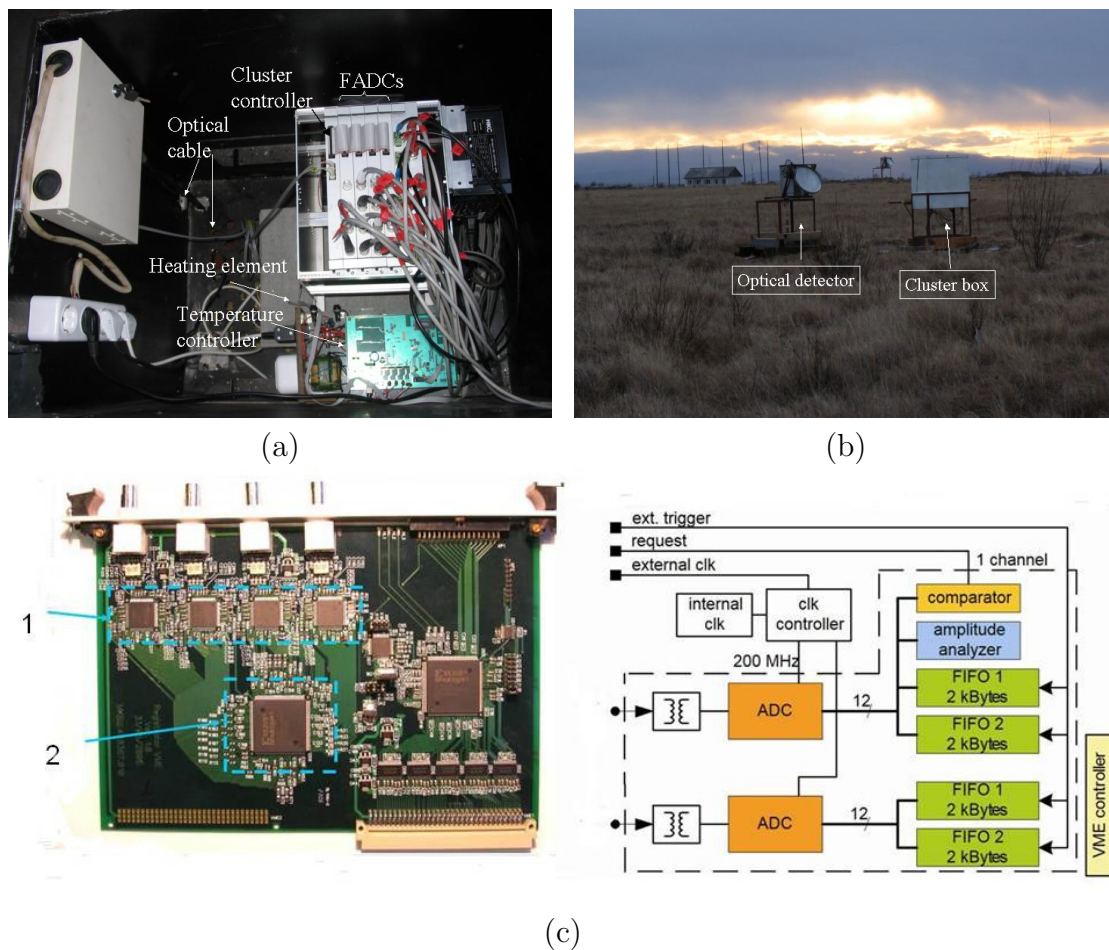 Cluster
controller
FADCs
Optical
cable
Heating element
Temperature
controller
(a)
Optical detector
Cluster box
(b)
1
2
ext. trigger
request
external clk
1 channel
internal
clk
clk
controller
comparator
amplitude
analyzer
200 MHz
FIFO 1
2 kBytes
ADC
12
FIFO 2
2 kBytes
FIFO 1
2 kBytes
ADC
12
FIFO 2
2 kBytes
VME controller
(c)